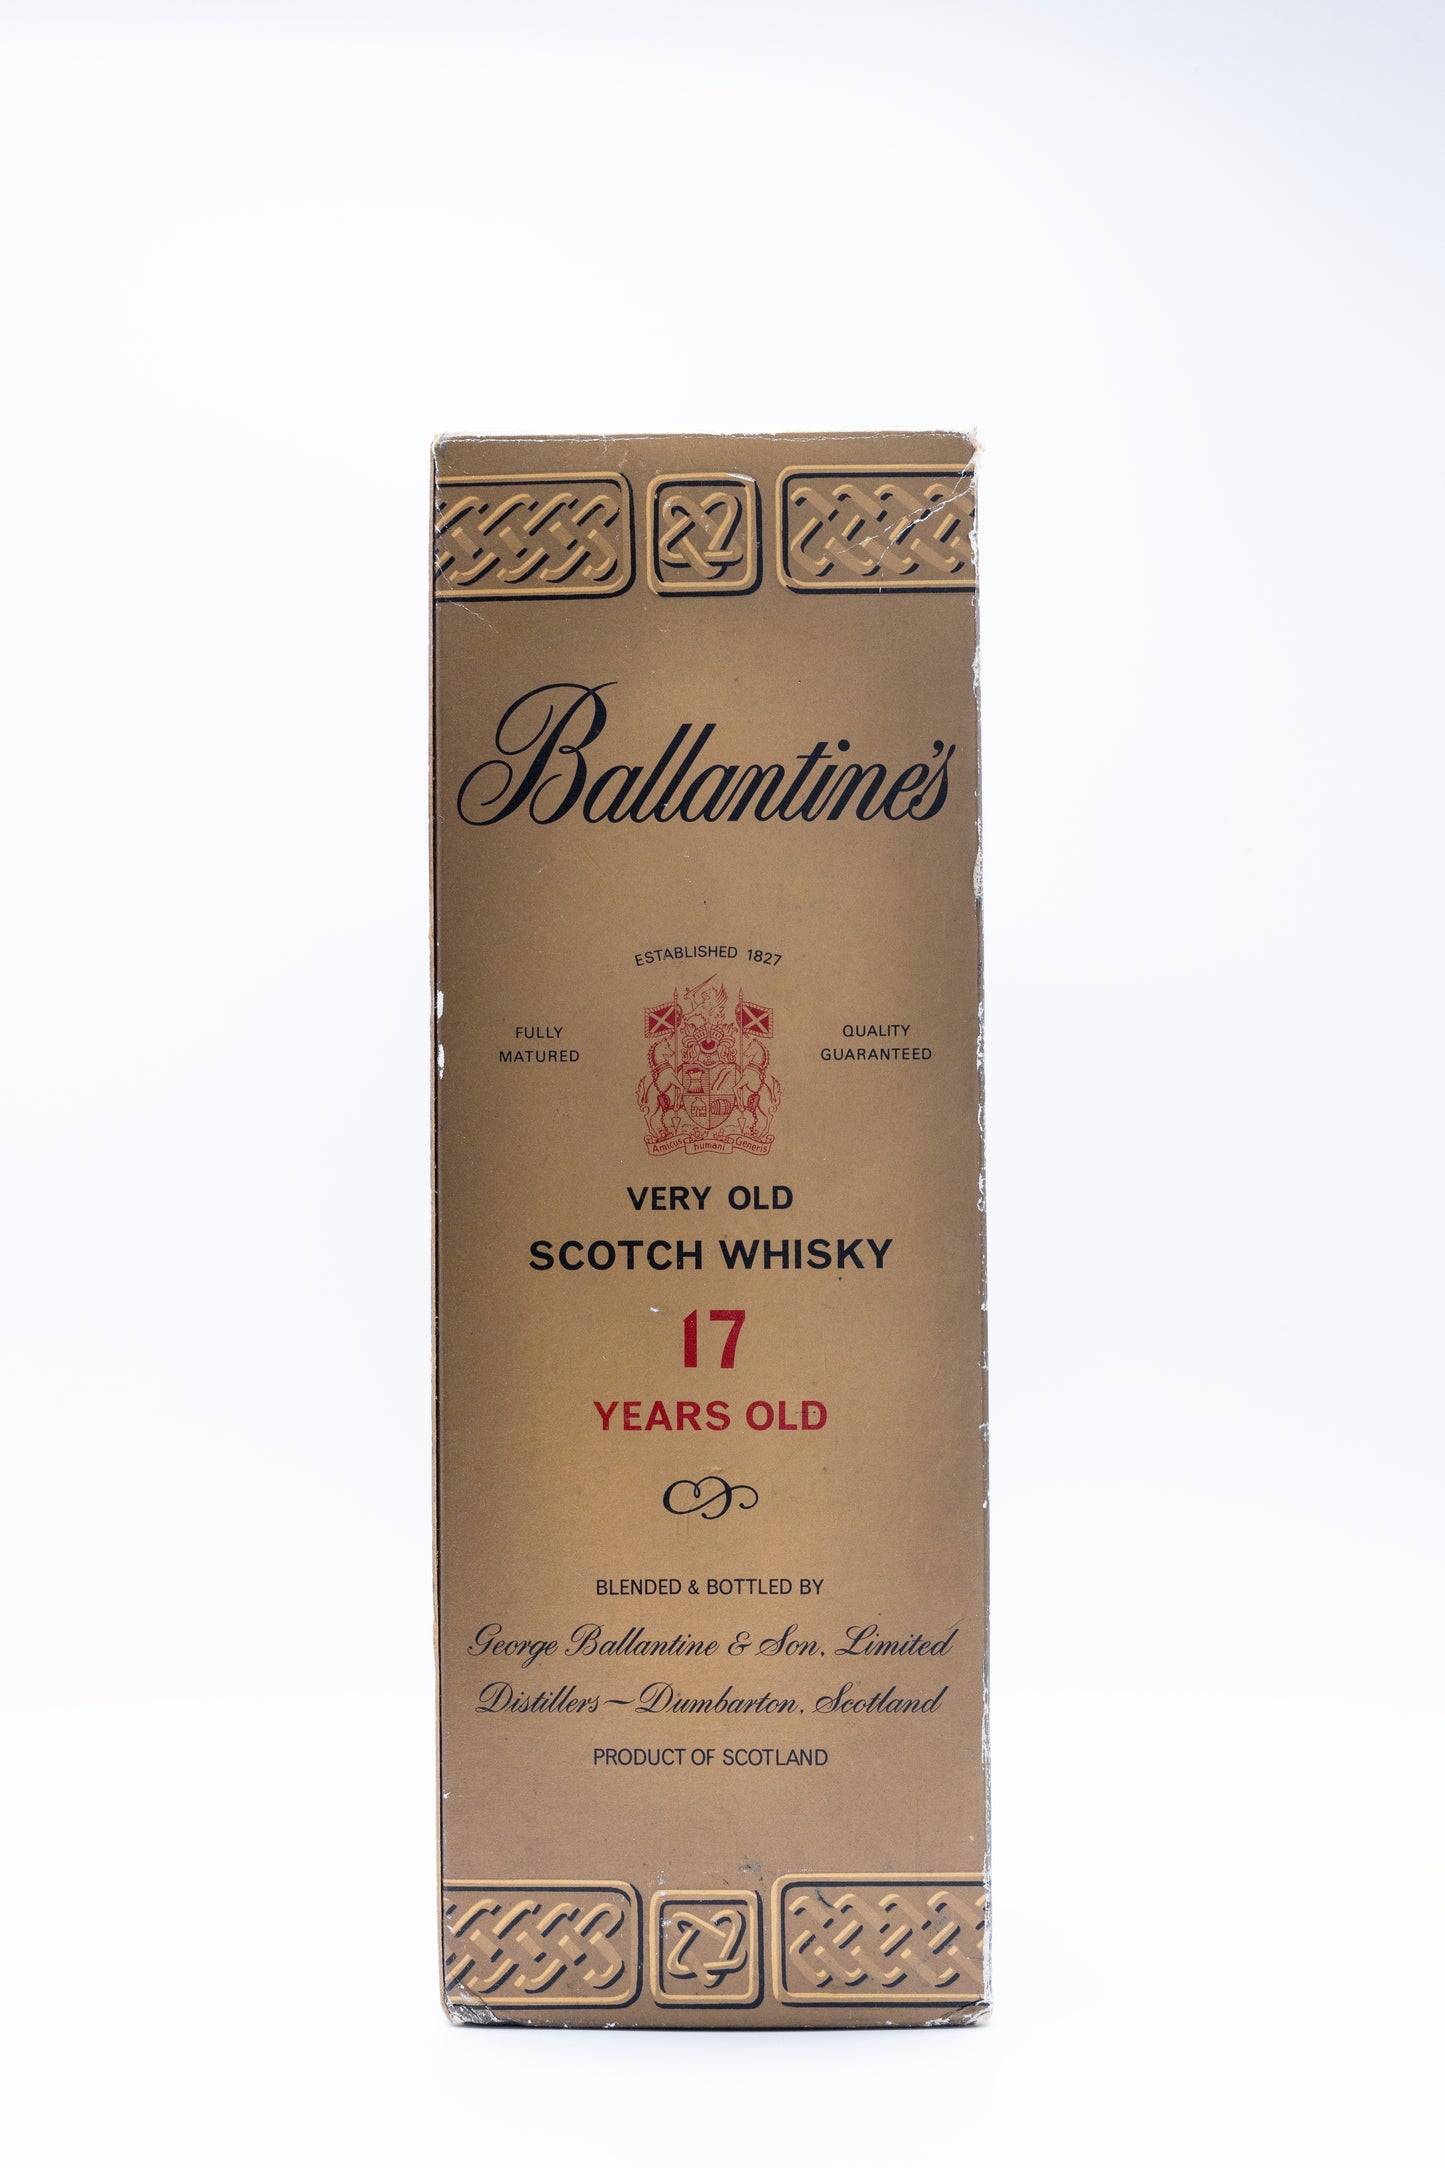 Ballantine's
ESTABLISHED 1827
FULLY
MATURED
QUALITY
GUARANTEED
Amicus humani Generis
VERY OLD
SCOTCH WHISKY
17
YEARS OLD
BLENDED & BOTTLED BY
George Ballantine & Son, Limited
Distillers—Dumbarton, Scotland
PRODUCT OF SCOTLAND